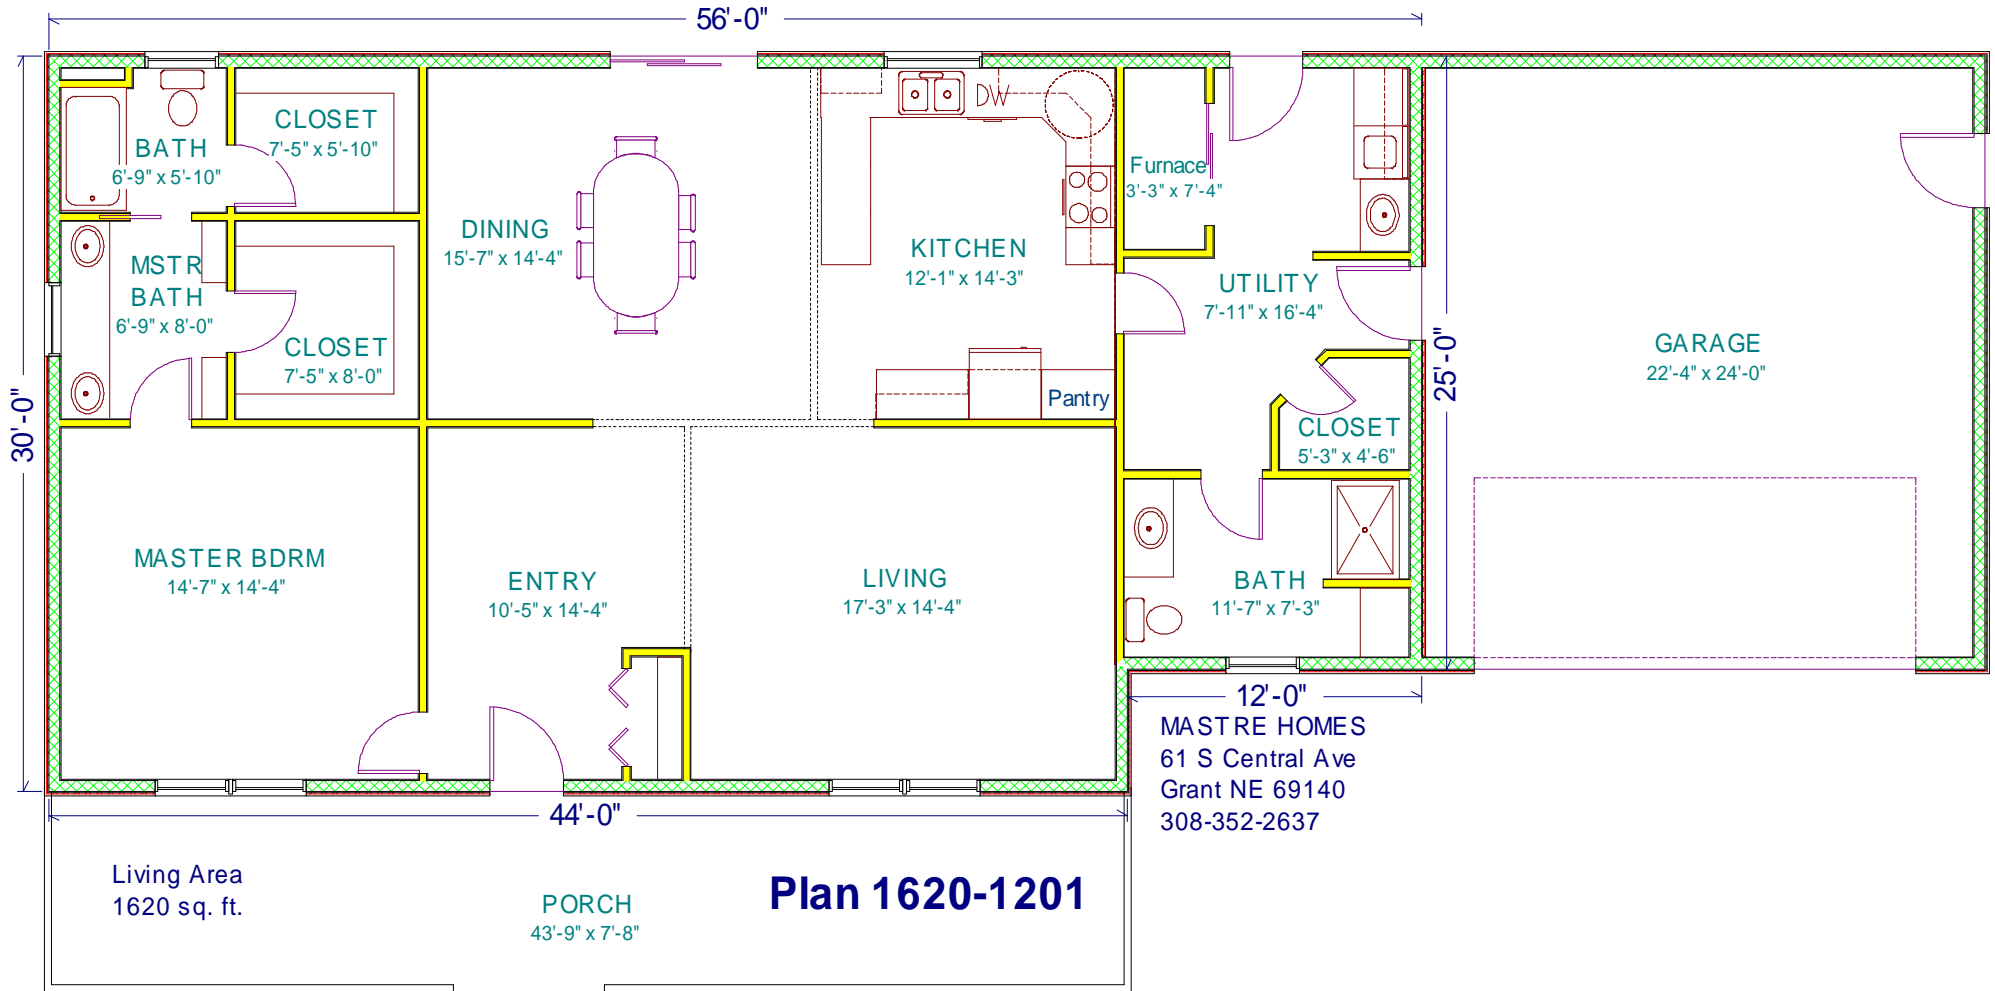 56'-0"
CLOSET
7'-5" x 5'-10"
BATH
6'-9" x 5'-10"
DW
Furnace
3'-3" x 7'-4"
DINING
15'-7" x 14'-4"
KITCHEN
12'-1" x 14'-3"
MSTR
BATH
6'-9" x 8'-0"
UTILITY
7'-11" x 16'-4"
CLOSET
7'-5" x 8'-0"
GARAGE
22'-4" x 24'-0"
25'-0"
30'-0"
Pantry
CLOSET
5'-3" x 4'-6"
MASTER BDRM
14'-7" x 14'-4"
ENTRY
10'-5" x 14'-4"
LIVING
17'-3" x 14'-4"
BATH
11'-7" x 7'-3"
12'-0"
MASTRE HOMES
61 S Central Ave
Grant NE 69140
308-352-2637
44'-0"
Living Area
1620 sq. ft.
PORCH
43'-9" x 7'-8"
Plan 1620-1201